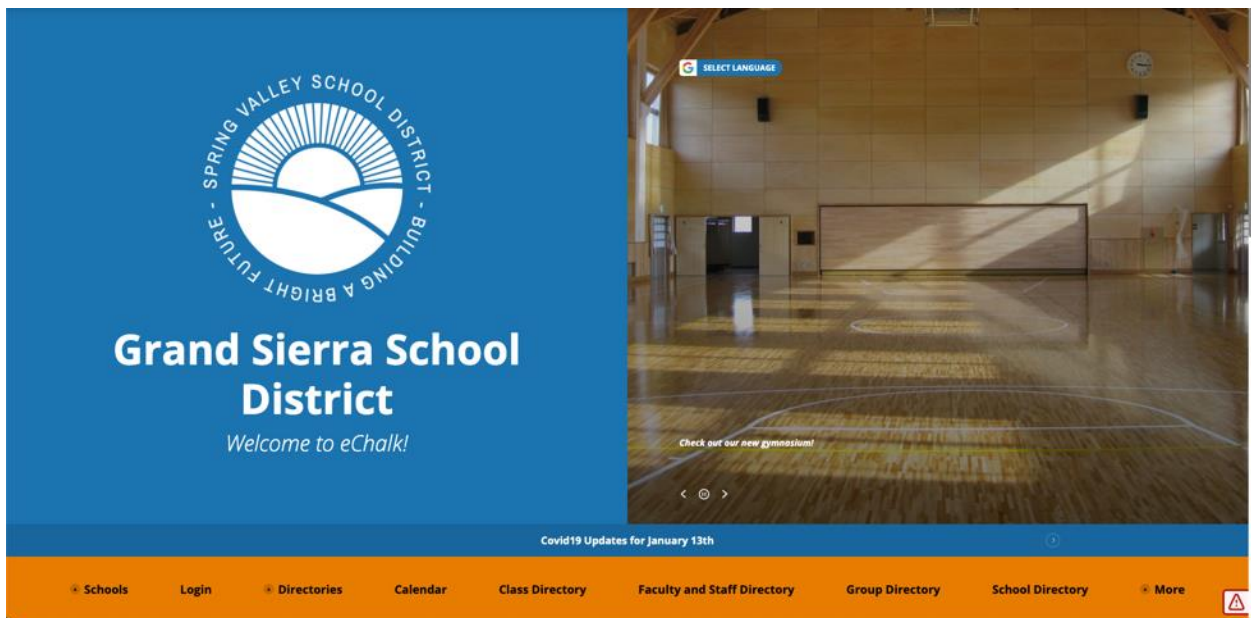 SPRING VALLEY SCHOOL DISTRICT - BUILDING A BRIGHT FUTURE -
Grand Sierra School
District
Welcome to eChalk!
SELECT LANGUAGE
Check out our new gymnasium!
Covid19 Updates for January 13th
Schools Login Directories Calendar Class Directory Faculty and Staff Directory Group Directory School Directory More